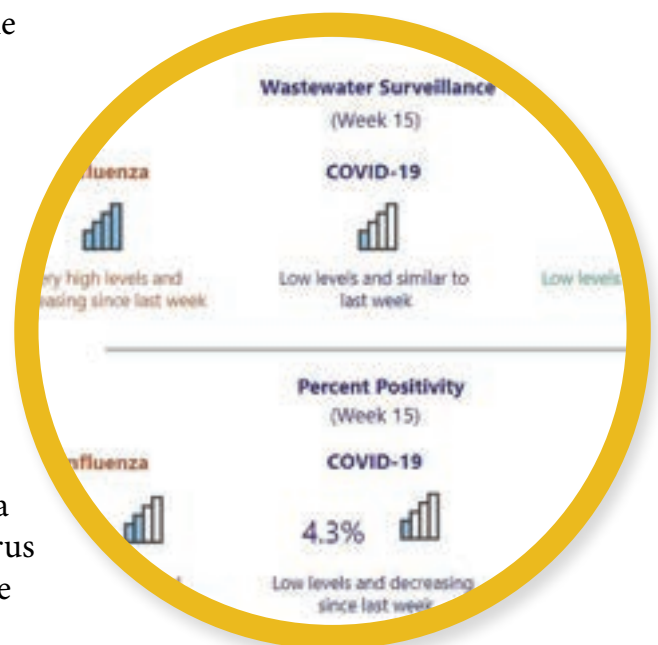 Wastewater Surveillance
(Week 15)
fluenza COVID-19
ry high levels and Low levels and similar to Low levels
easing since last week last week
Percent Positivity
(Week 15)
nfluenza COVID-19
a
4.3%
rus
Low levels and decreasing
since last week